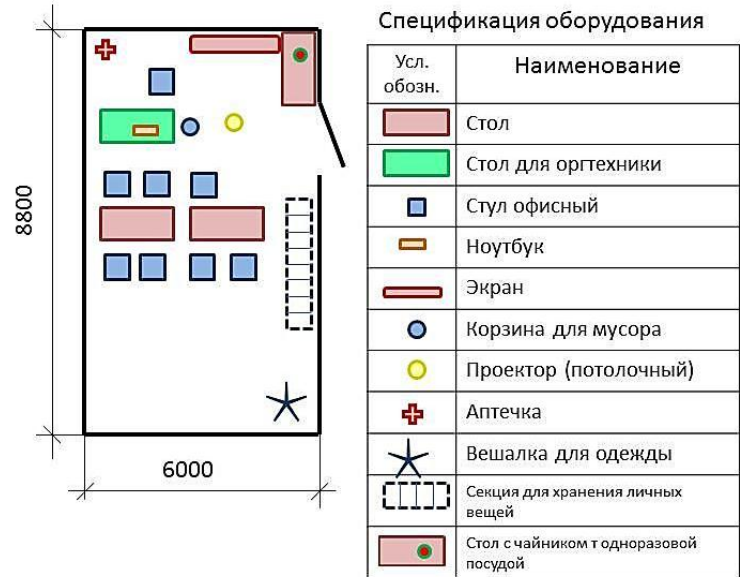 Спецификация оборудования
Усл.
обозн.
Наименование
Стол
Стол для оргтехники
Стул офисный
Ноутбук
Экран
Корзина для мусора
Проектор (потолочный)
Аптечка
Вешалка для одежды
Секция для хранения личных
вещей
Стол с чайником т одноразовой
посудой
8800
6000